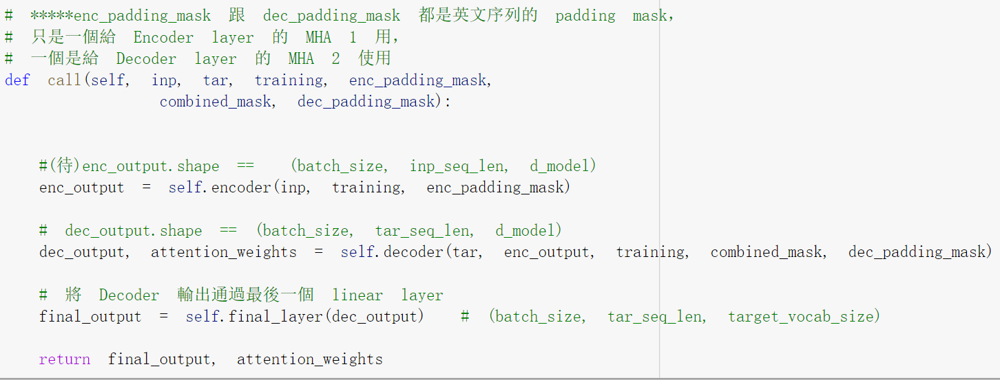 # *****enc_padding_mask 跟 dec_padding_mask 都是英文序列的 padding mask，
# 只是一個給 Encoder layer 的 MHA 1 用，
# 一個是給 Decoder layer 的 MHA 2 使用
def call(self, inp, tar, training, enc_padding_mask,
combined_mask, dec_padding_mask):
#(待)enc_output.shape == (batch_size, inp_seq_len, d_model)
enc_output = self.encoder(inp, training, enc_padding_mask)
# dec_output.shape == (batch_size, tar_seq_len, d_model)
dec_output, attention_weights = self.decoder(tar, enc_output, training, combined_mask, dec_padding_mask)
# 將 Decoder 輸出通過最後一個 linear layer
final_output = self.final_layer(dec_output) # (batch_size, tar_seq_len, target_vocab_size)
return final_output, attention_weights